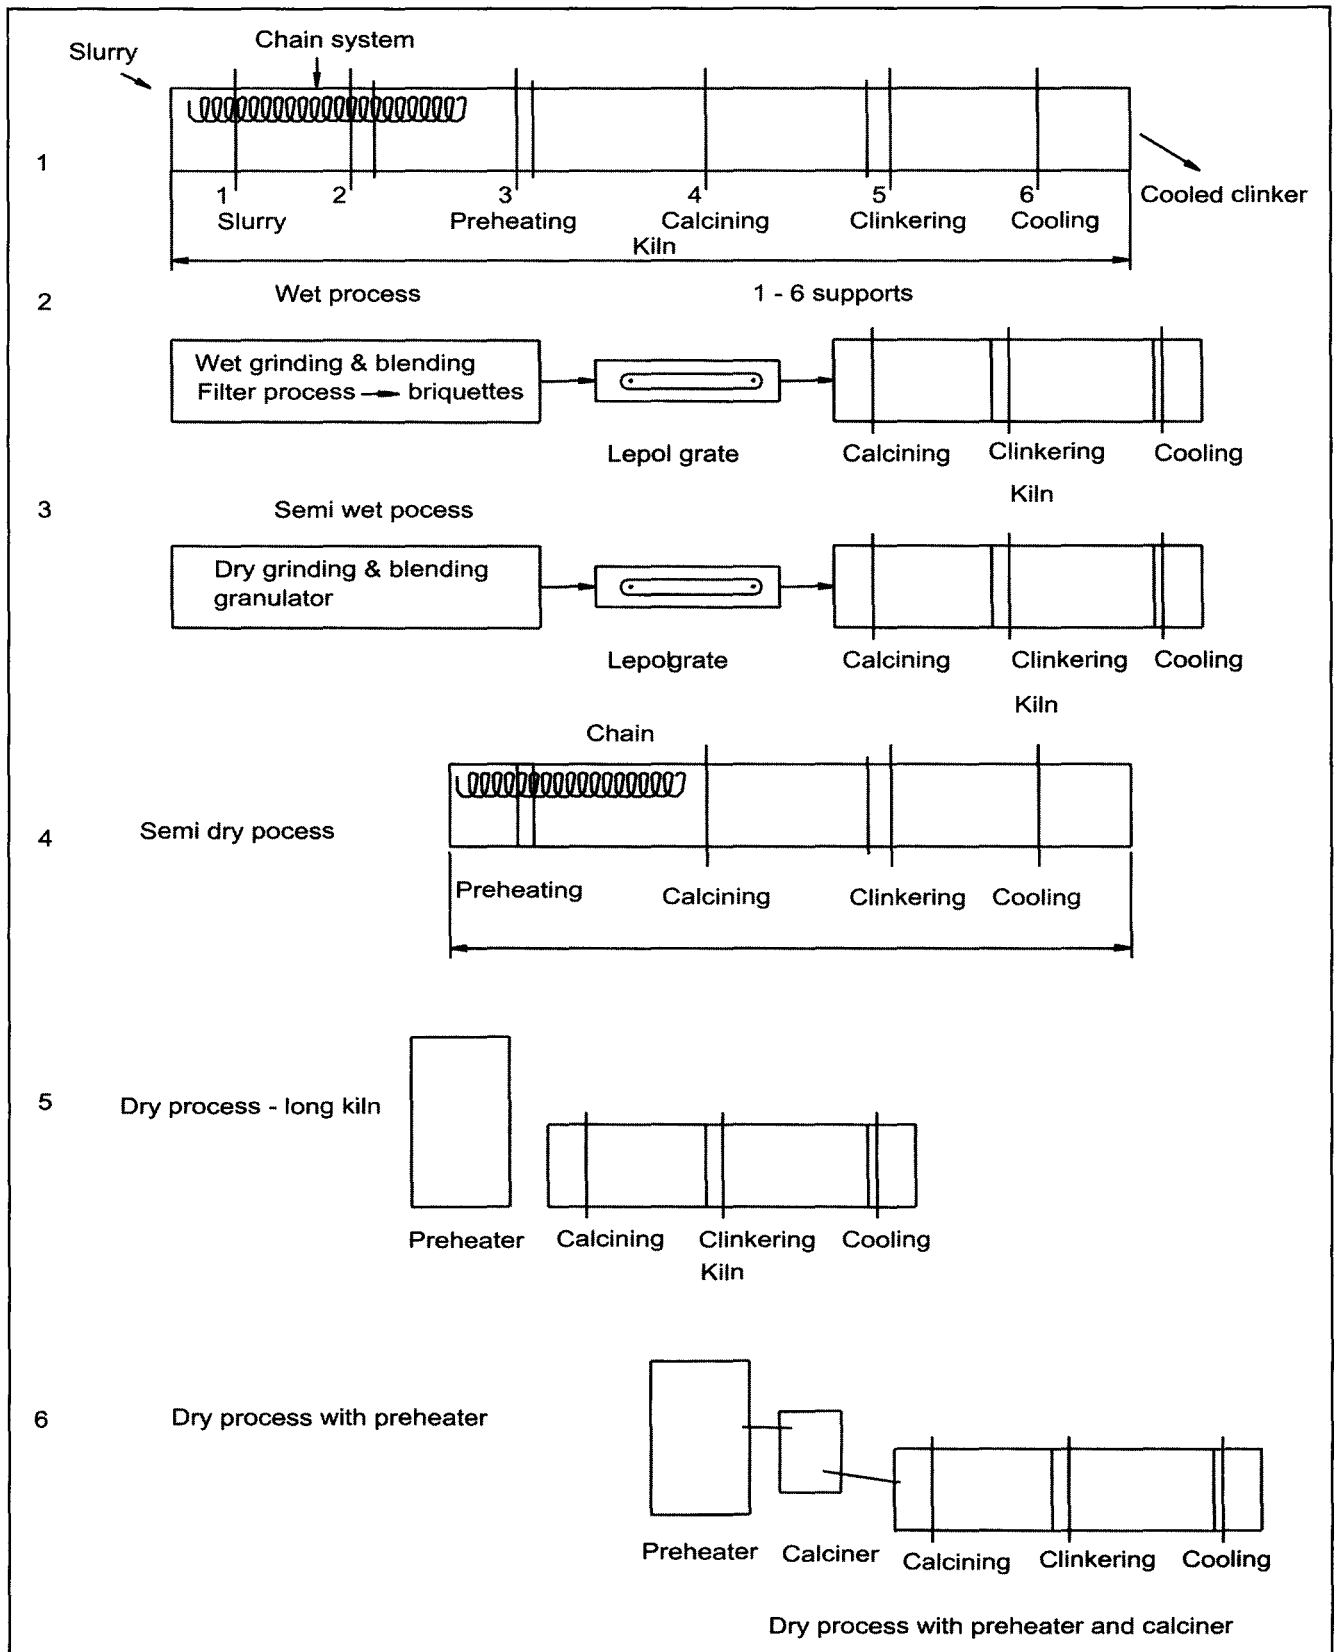 Chain system
Slurry
1
1 2 3 4 5 6
Slurry Preheating Calcining Clinkering Cooling
Cooled clinker
Kiln
2
Wet process 1 - 6 supports
Wet grinding & blending
Filter process briquettes
Lepol grate Calcining Clinkering Cooling
Kiln
3
Semi wet pocess
Dry grinding & blending
granulator
Lepolgrate Calcining Clinkering Cooling
Kiln
Chain
4
Semi dry pocess
Preheating Calcining Clinkering Cooling
5
Dry process - long kiln
Preheater Calcining Clinkering Cooling
Kiln
6
Dry process with preheater
Preheater Calciner Calcining Clinkering Cooling
Dry process with preheater and calciner